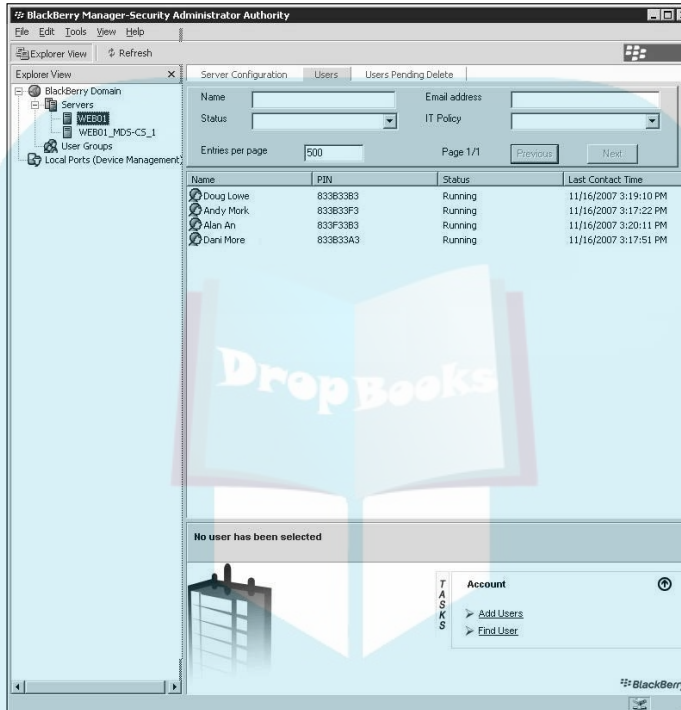 BlackBerry Manager-Security Administrator Authority
File Edit Tools View Help
Explorer View Refresh
Explorer View
BlackBerry Domain
Servers
WEB01
WEB01_MDS-CS_1
User Groups
Local Ports (Device Management)
Server Configuration Users Users Pending Delete
Name Email address
Status IT Policy
Entries per page 500 Page 1/1 Previous Next
Name PIN Status Last Contact Time
Doug Lowe 833B33B3 Running 11/16/2007 3:19:10 PM
Andy Mork 833B33F3 Running 11/16/2007 3:17:22 PM
Alan An 833F33B3 Running 11/16/2007 3:20:11 PM
Dani More 833B33A3 Running 11/16/2007 3:17:51 PM
DropBooks
No user has been selected
TASKS
Account
Add Users
Find User
BlackBerry